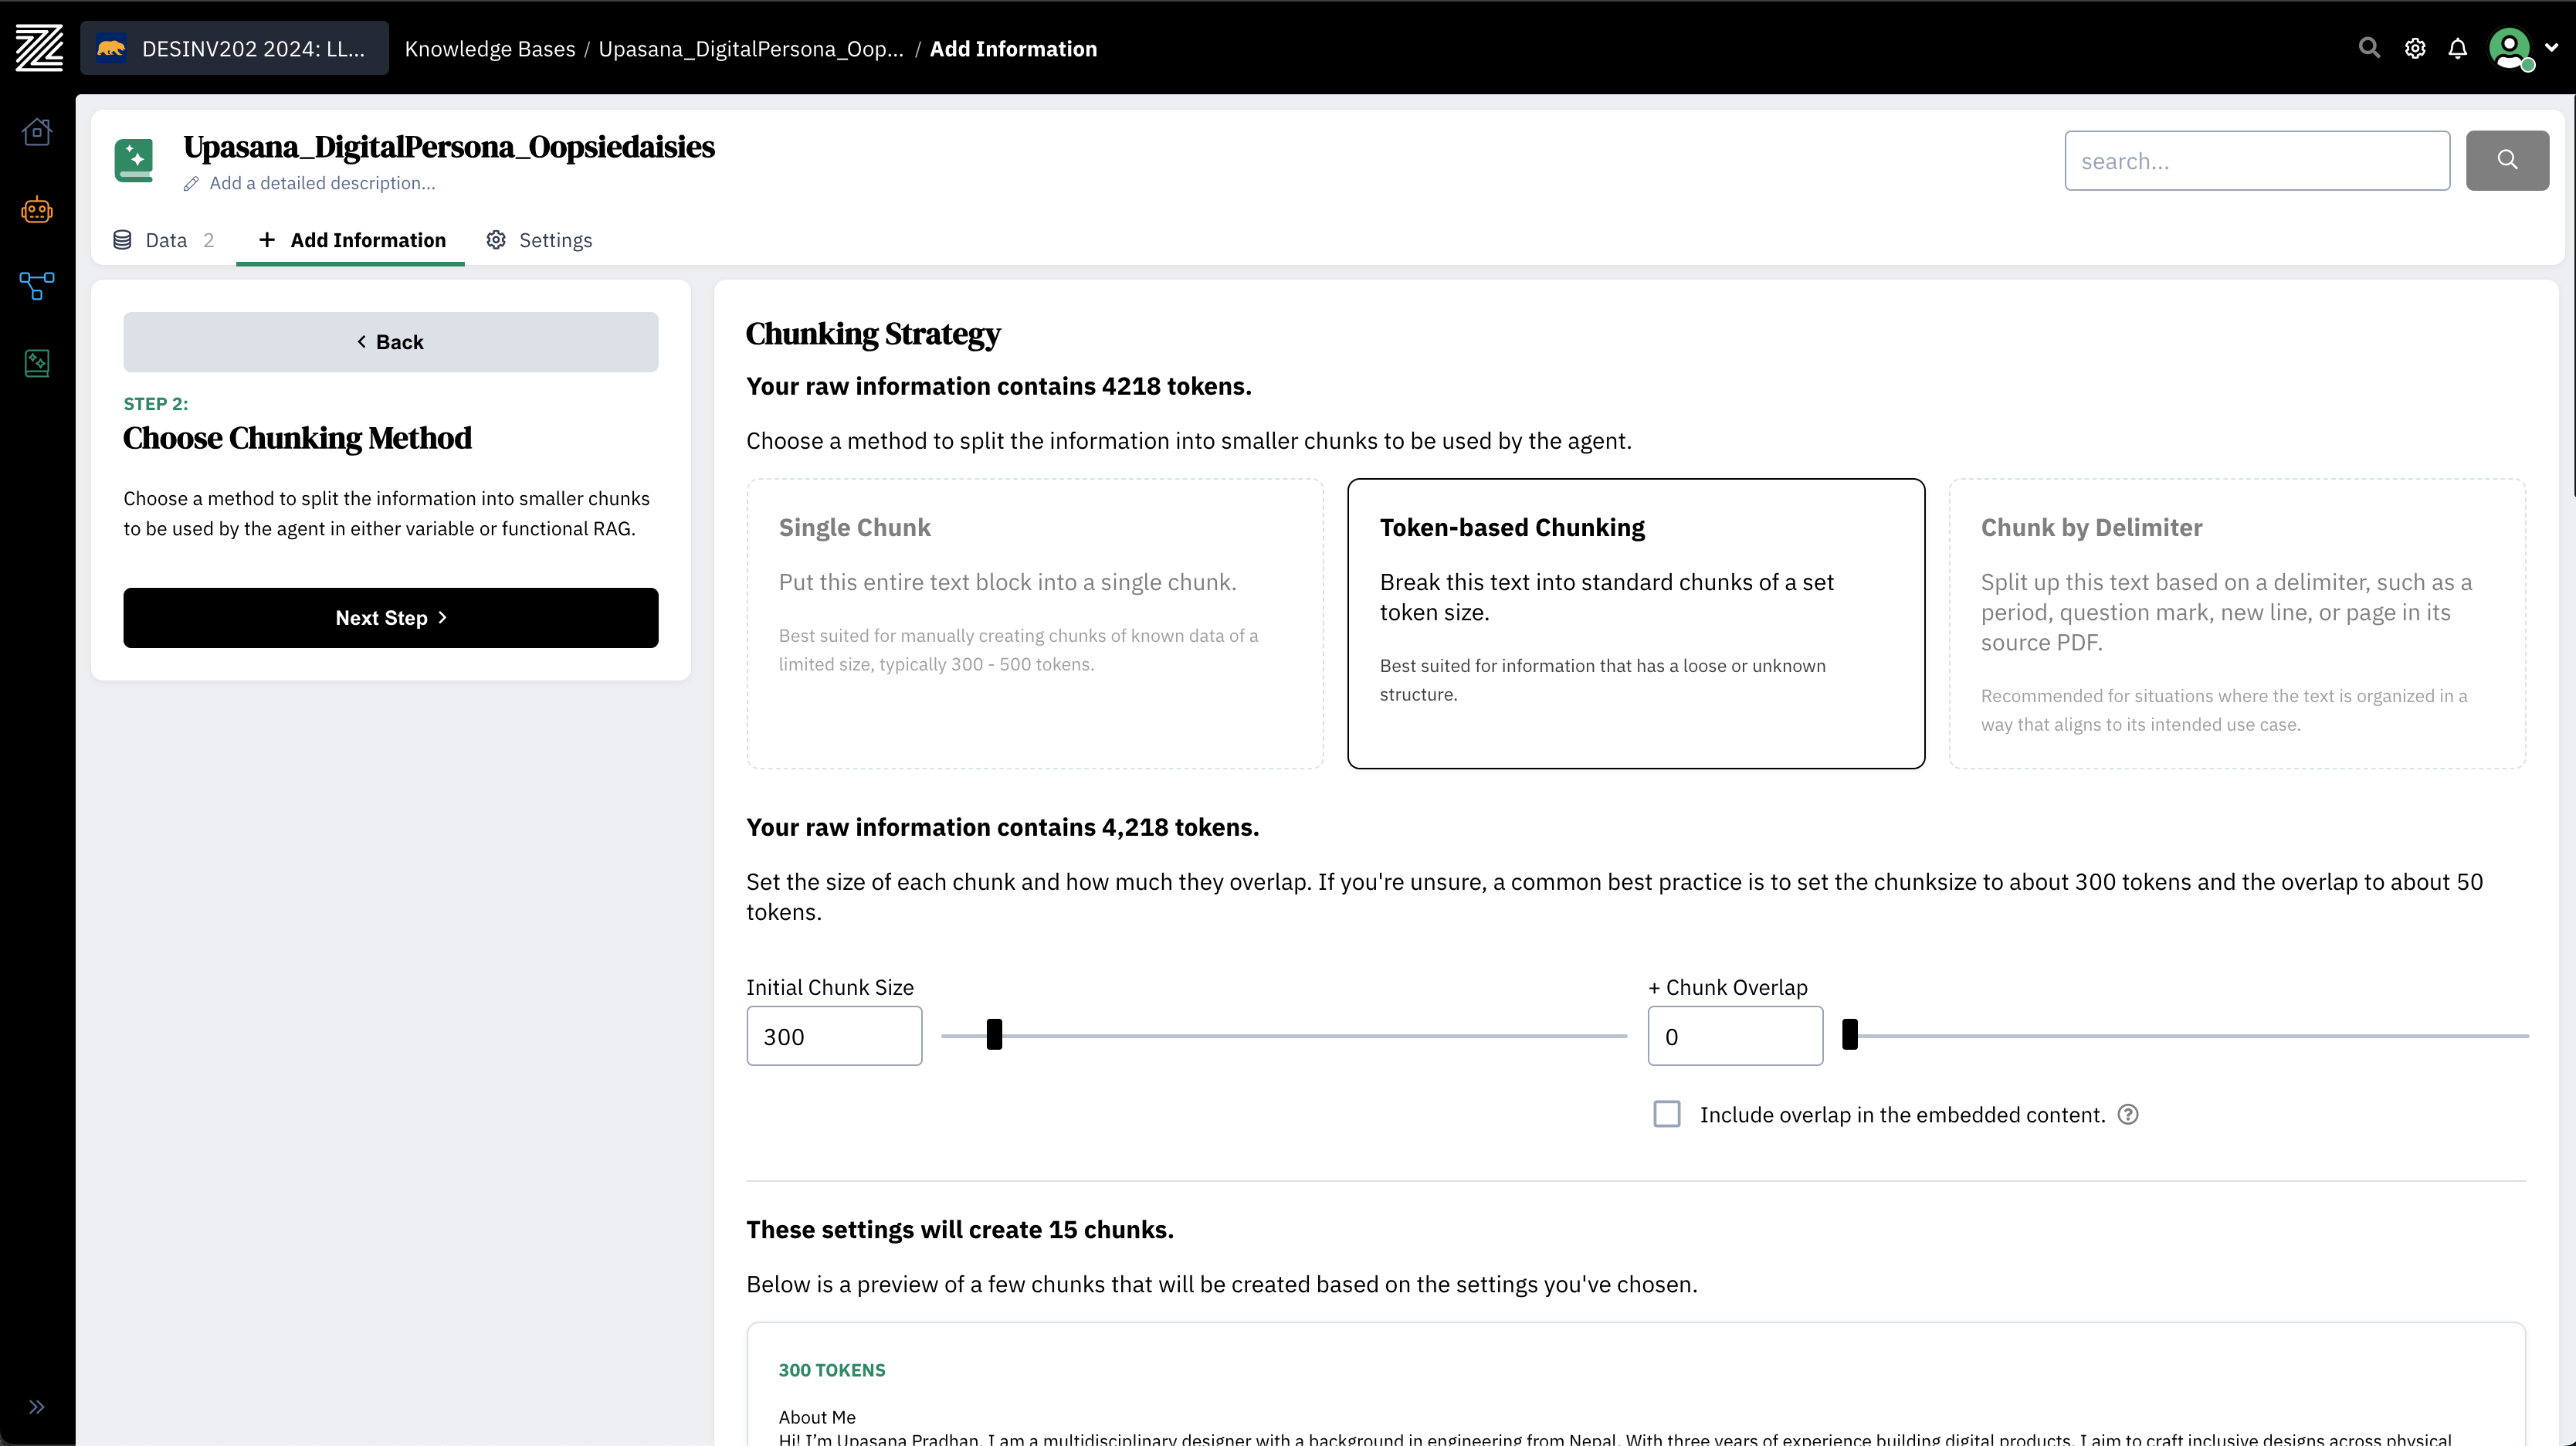 DESINV202 2024: LL...
Knowledge Bases / Upasana_DigitalPersona_Oop... / Add Information
Upasana_DigitalPersona_Oopsiedaisies
Add a detailed description...
search...
Data 2
Add Information
Settings
Back
STEP 2:
Choose Chunking Method
Choose a method to split the information into smaller chunks
to be used by the agent in either variable or functional RAG.
Next Step
Chunking Strategy
Your raw information contains 4218 tokens.
Choose a method to split the information into smaller chunks to be used by the agent.
Single Chunk
Put this entire text block into a single chunk.
Best suited for manually creating chunks of known data of a
limited size, typically 300 - 500 tokens.
Token-based Chunking
Break this text into standard chunks of a set
token size.
Best suited for information that has a loose or unknown
structure.
Chunk by Delimiter
Split up this text based on a delimiter, such as a
period, question mark, new line, or page in its
source PDF.
Recommended for situations where the text is organized in a
way that aligns to its intended use case.
Your raw information contains 4,218 tokens.
Set the size of each chunk and how much they overlap. If you're unsure, a common best practice is to set the chunksize to about 300 tokens and the overlap to about 50
tokens.
Initial Chunk Size
300
+ Chunk Overlap
0
Include overlap in the embedded content.
These settings will create 15 chunks.
Below is a preview of a few chunks that will be created based on the settings you've chosen.
300 TOKENS
About Me
Hi! I'm Upasana Pradhan. I am a multidisciplinary designer with a background in engineering from Nepal. With three years of experience building digital products, I aim to craft inclusive designs across physical